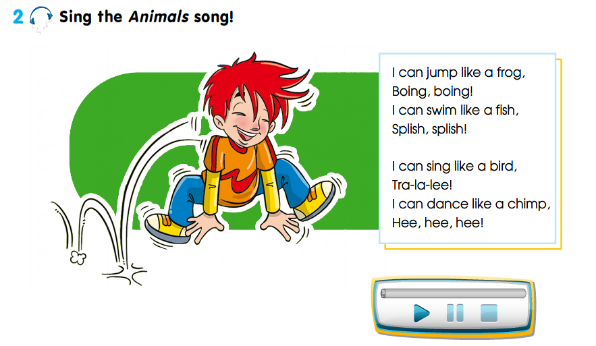 2 Sing the Animals song!
I can jump like a frog,
Boing, boing!
I can swim like a fish,
Splish, splish!
I can sing like a bird,
Tra-la-lee!
I can dance like a chimp,
Hee, hee, hee!